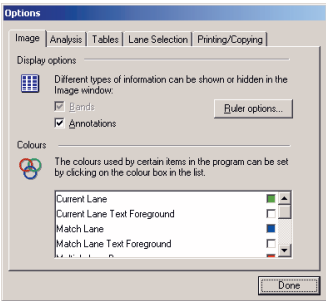 Options
Image Analysis Tables Lane Selection Printing/Copying
Display options
Different types of information can be shown or hidden in the
Image window:
Bands
Ruler options...
Annotations
Colours
The colours used by certain items in the program can be set
by clicking on the colour box in the list.
Current Lane
Current Lane Text Foreground
Match Lane
Match Lane Text Foreground
Done